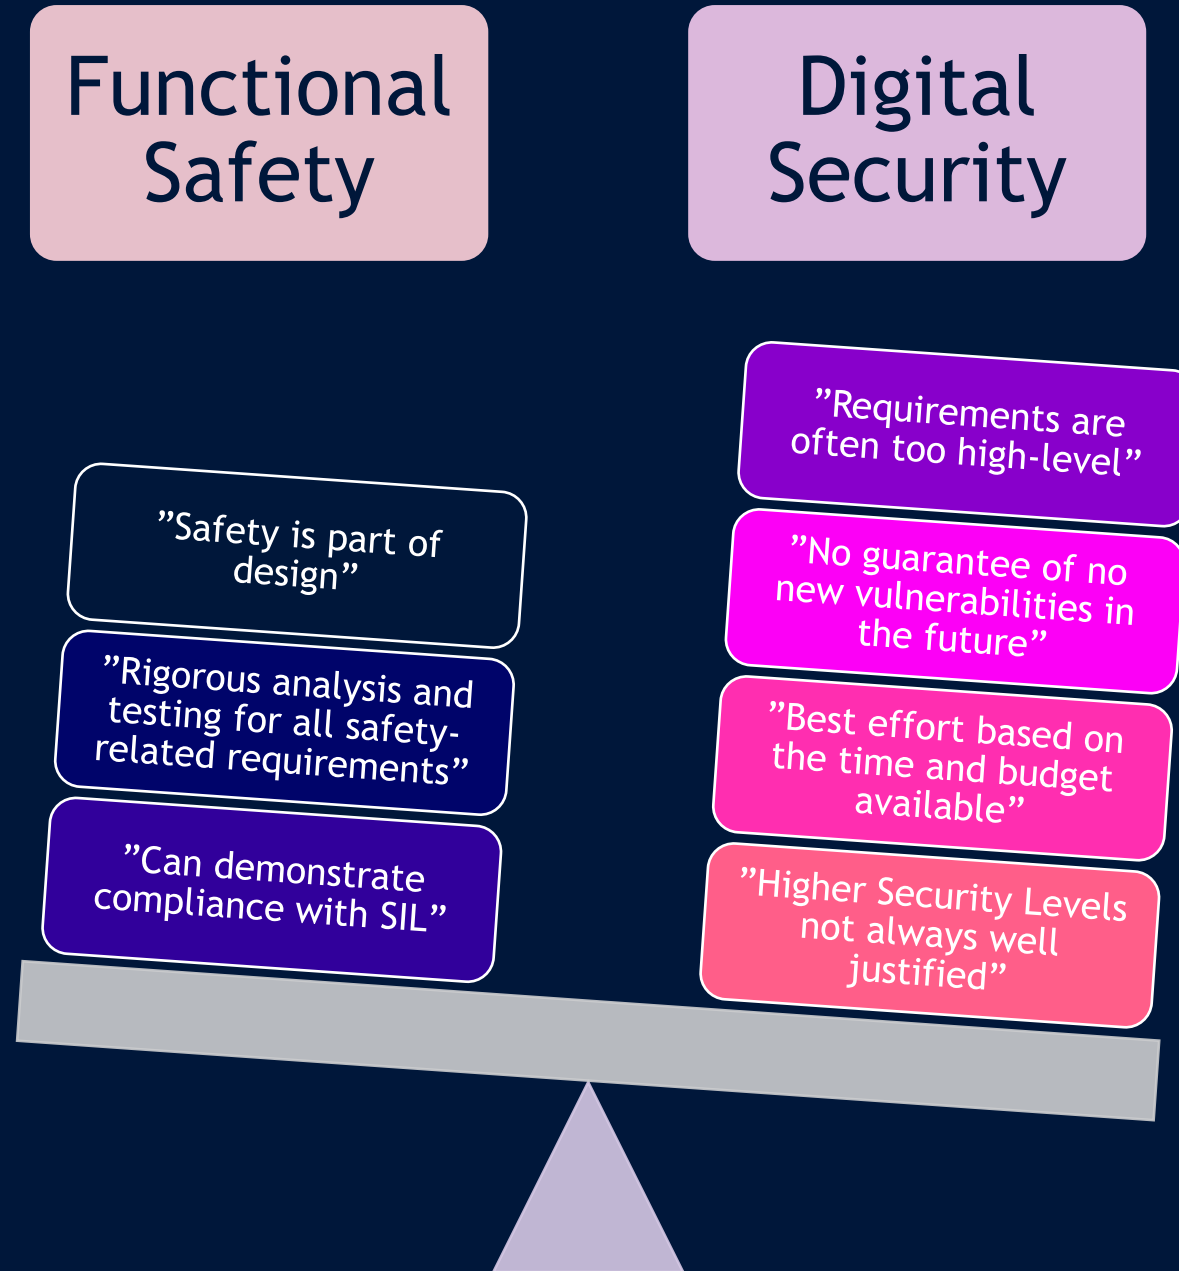 Functional
Safety
Digital
Security
”Safety is part of
design”
”Rigorous analysis and
testing for all safety-
related requirements”
”Can demonstrate
compliance with SIL”
”Requirements are
often too high-level”
”No guarantee of no
new vulnerabilities in
the future”
”Best effort based on
the time and budget
available”
”Higher Security Levels
not always well
justified”